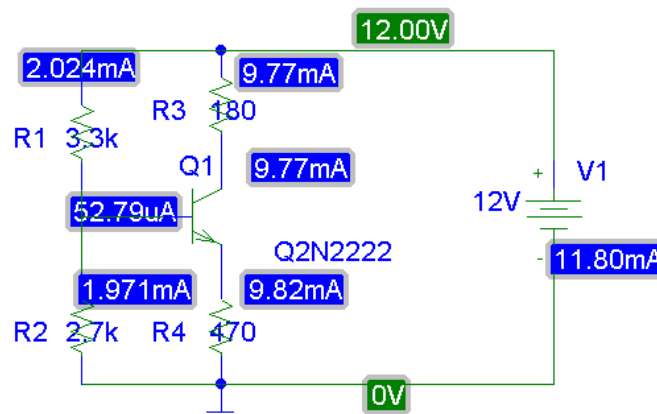 12.00V
2.024mA
9.77mA
R3 180
R1 3.3k
Q1
9.77mA
+ V1
12V
52.79uA
Q2N2222
-
11.80mA
1.971mA
9.82mA
R2 2.7k
R4 470
0V